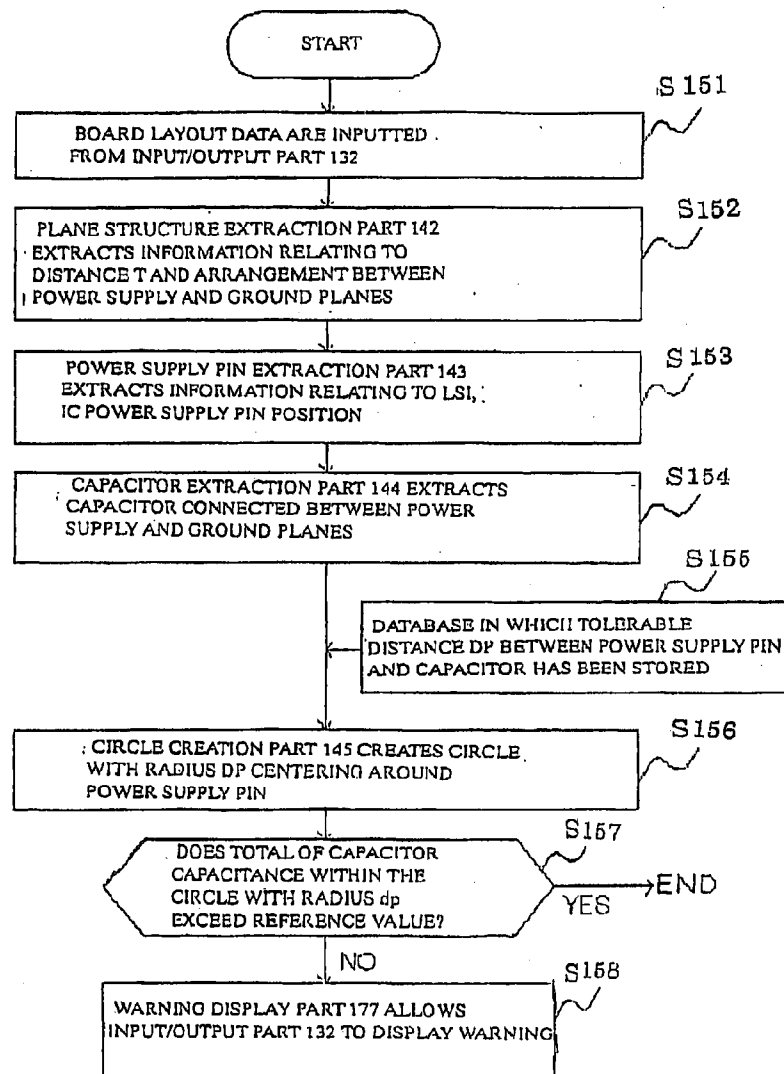 START
S151
BOARD LAYOUT DATA ARE INPUTTED
FROM INPUT/OUTPUT PART 132
S152
PLANE STRUCTURE EXTRACTION PART 142
EXTRACTS INFORMATION RELATING TO
DISTANCE T AND ARRANGEMENT BETWEEN
POWER SUPPLY AND GROUND PLANES
S153
POWER SUPPLY PIN EXTRACTION PART 143
EXTRACTS INFORMATION RELATING TO LSI,
IC POWER SUPPLY PIN POSITION
S154
CAPACITOR EXTRACTION PART 144 EXTRACTS
CAPACITOR CONNECTED BETWEEN POWER
SUPPLY AND GROUND PLANES
S155
DATABASE IN WHICH TOLERABLE
DISTANCE DP BETWEEN POWER SUPPLY PIN
AND CAPACITOR HAS BEEN STORED
S156
CIRCLE CREATION PART 145 CREATES CIRCLE
WITH RADIUS DP CENTERING AROUND
POWER SUPPLY PIN
S157
DOES TOTAL OF CAPACITOR
CAPACITANCE WITHIN THE
CIRCLE WITH RADIUS dp
EXCEED REFERENCE VALUE?
YES
END
NO
S158
WARNING DISPLAY PART 177 ALLOWS
INPUT/OUTPUT PART 132 TO DISPLAY WARNING